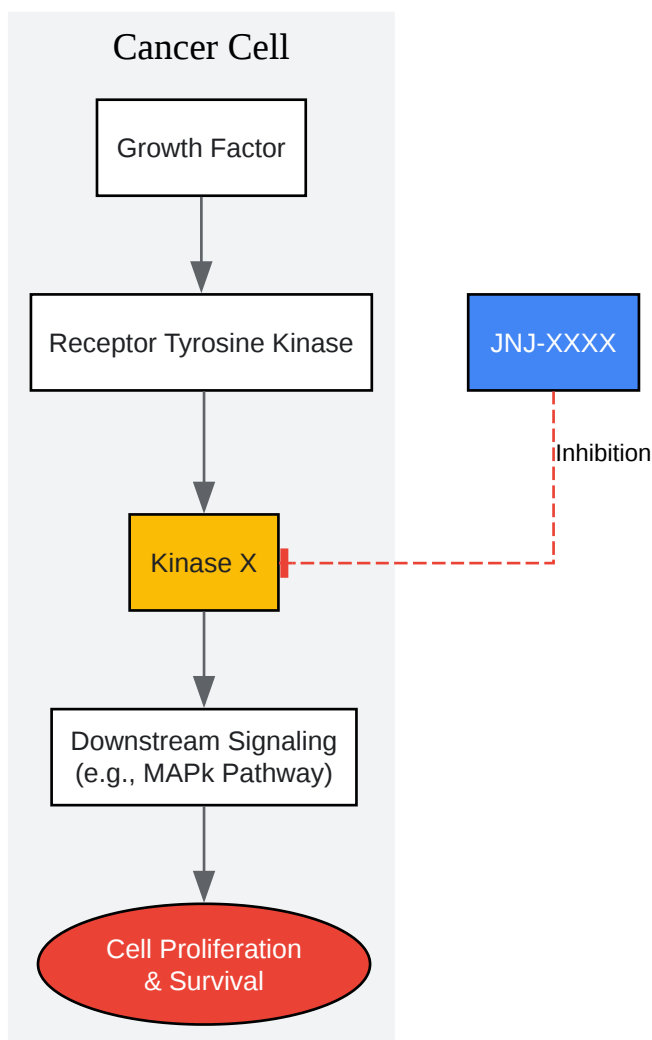 Cancer Cell
Growth Factor
Receptor Tyrosine Kinase
JNJ-XXXX
Inhibition
Kinase X
Downstream Signaling
(e.g., MAPk Pathway)
Cell Proliferation
& Survival